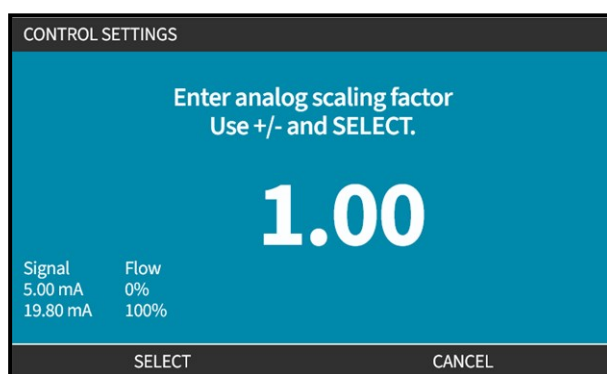 CONTROL SETTINGS
Enter analog scaling factor
Use +/- and SELECT.
1.00
Signal Flow
5.00 mA 0%
19.80 mA 100%
SELECT CANCEL